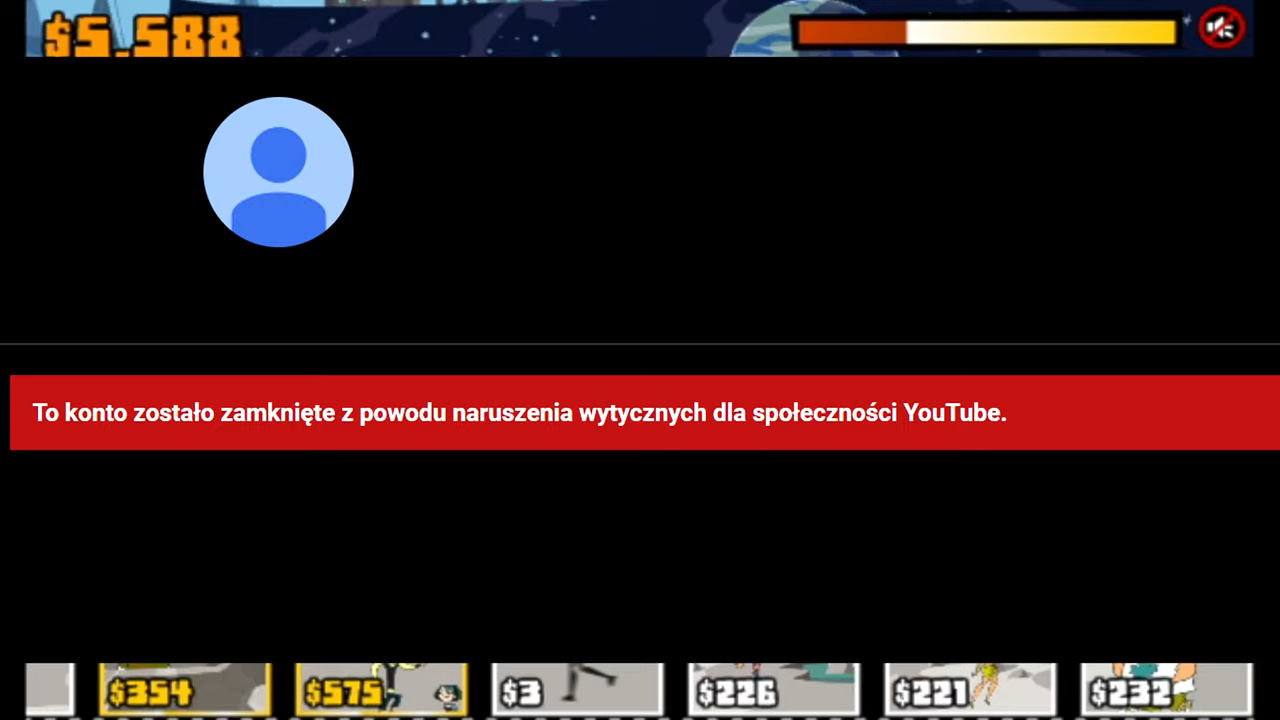 $5,588
To konto zostało zamknięte z powodu naruszenia wytycznych dla społeczności YouTube.
$354 $575 $3 $226 $221 $232